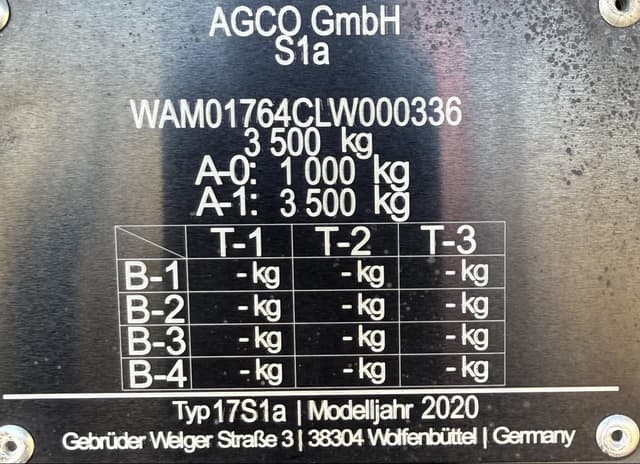 AGCO GmbH
S1a
WAM01764CLW000336
3 500 kg
A-0: 1 000 kg
A-1: 3 500 kg
T-1 T-2 T-3
B-1 - kg - kg - kg
B-2 - kg - kg - kg
B-3 - kg - kg - kg
B-4 - kg - kg - kg
Typ 17S1a | Modelljahr 2020
Gebrüder Welger Straße 3 | 38304 Wolfenbüttel | Germany